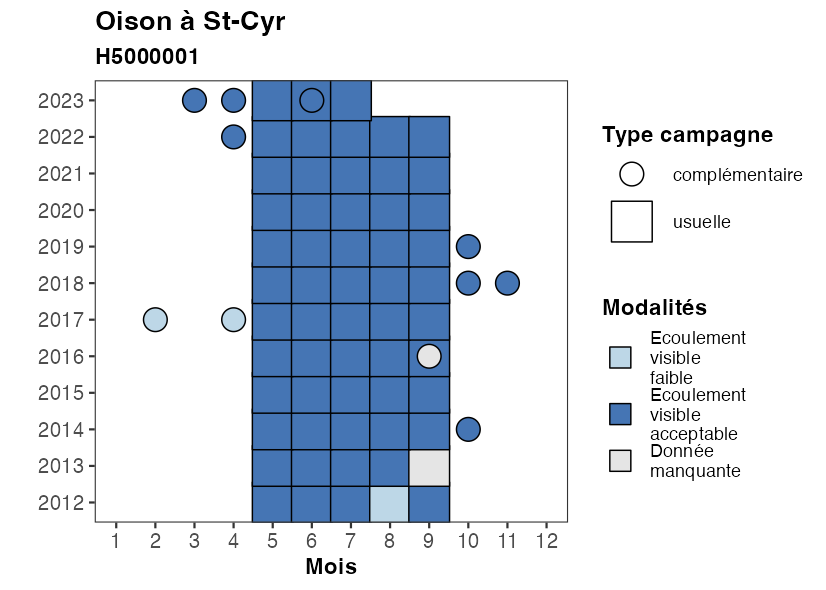 Oison à St-Cyr
H5000001
2023
2022
2021
2020
2019
2018
2017
2016
2015
2014
2013
2012
1 2 3 4 5 6 7 8 9 10 11 12
Mois
Type campagne
complémentaire
usuelle
Modalités
Ecoulement
visible
faible
Ecoulement
visible
acceptable
Donnée
manquante